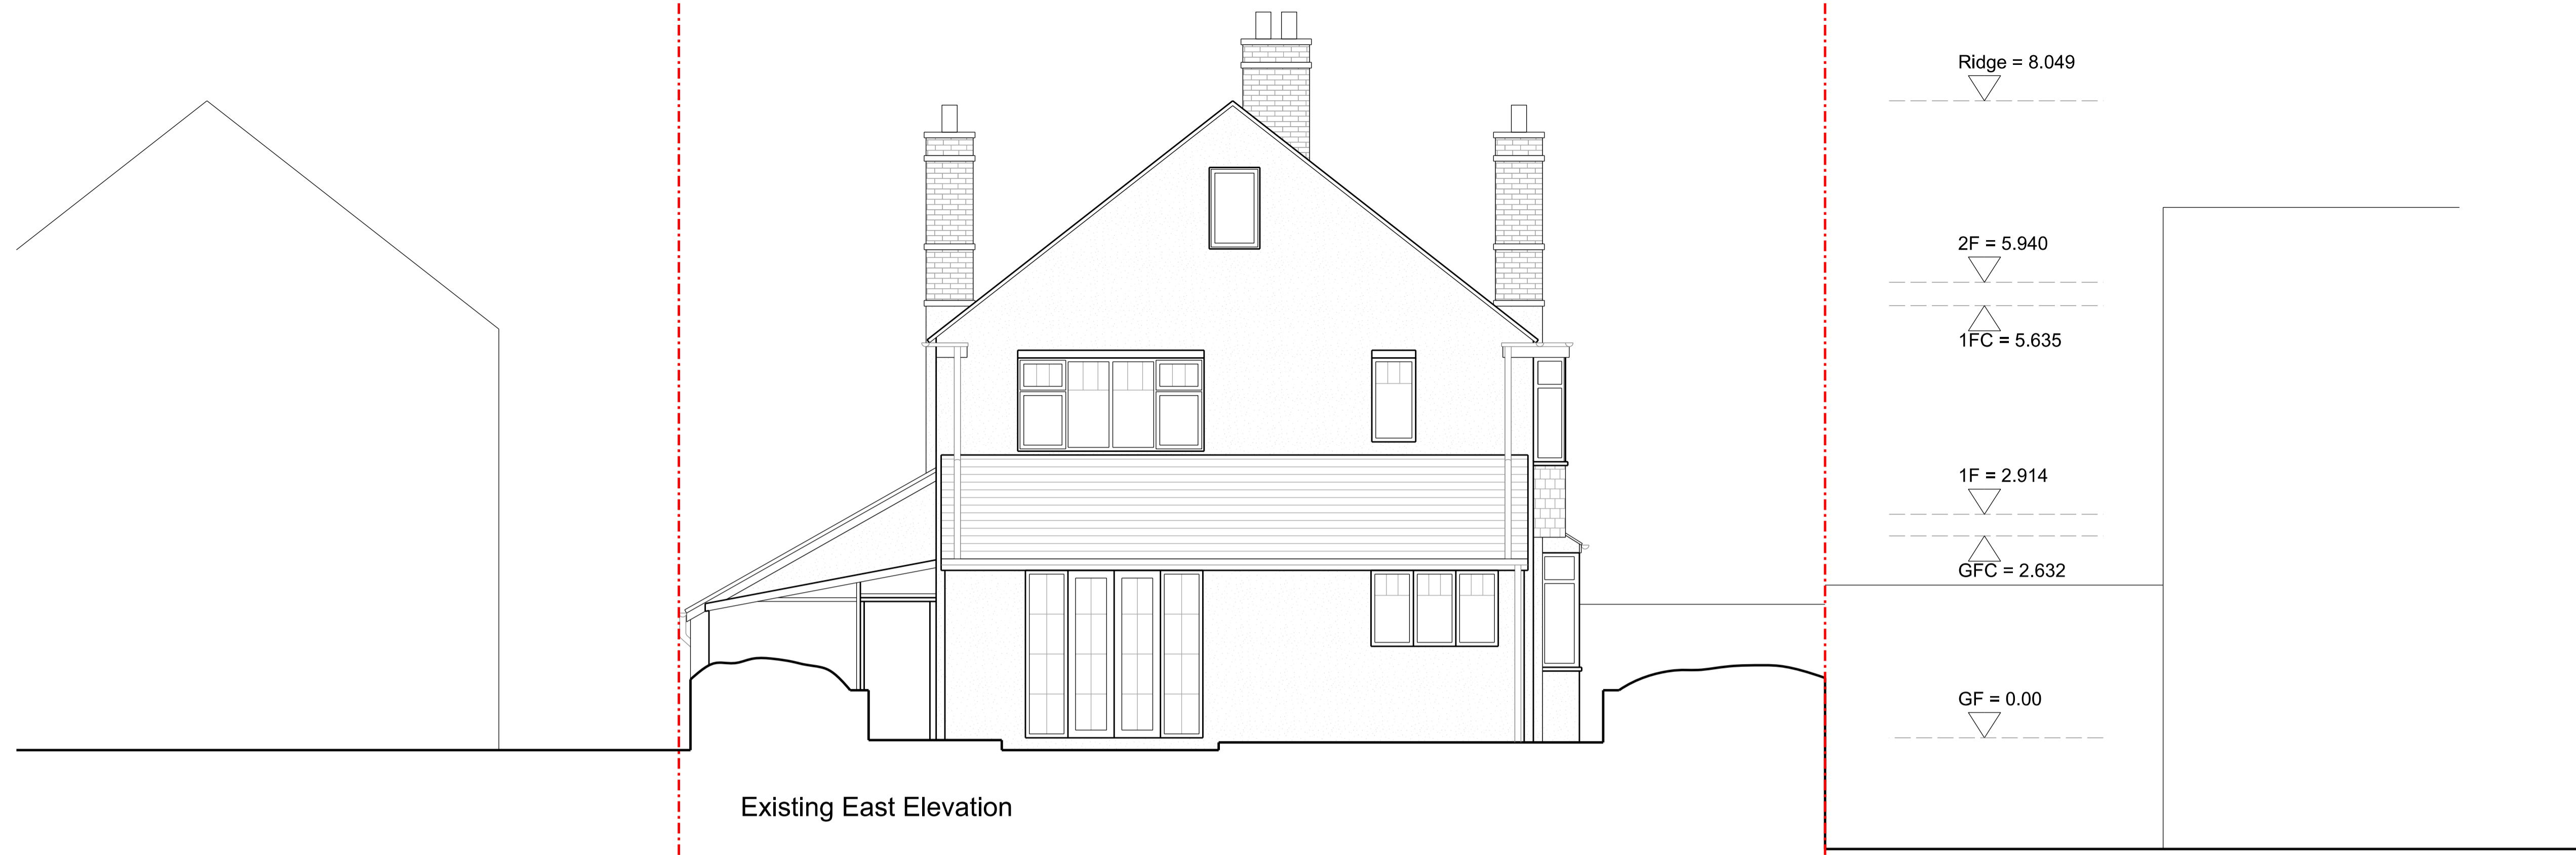 Ridge = 8.049
2F = 5.940
1FC = 5.635
1F = 2.914
GFC = 2.632
GF = 0.00
Existing East Elevation